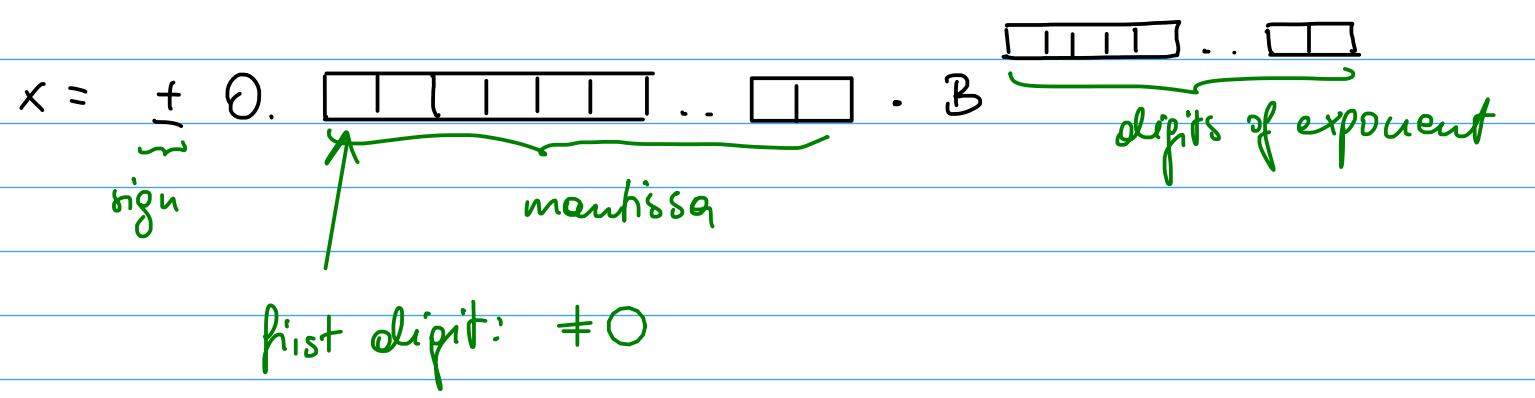 x = ± 0. .. . B ..
digits of exponent
sign
mantissa
first digit: ≠ 0